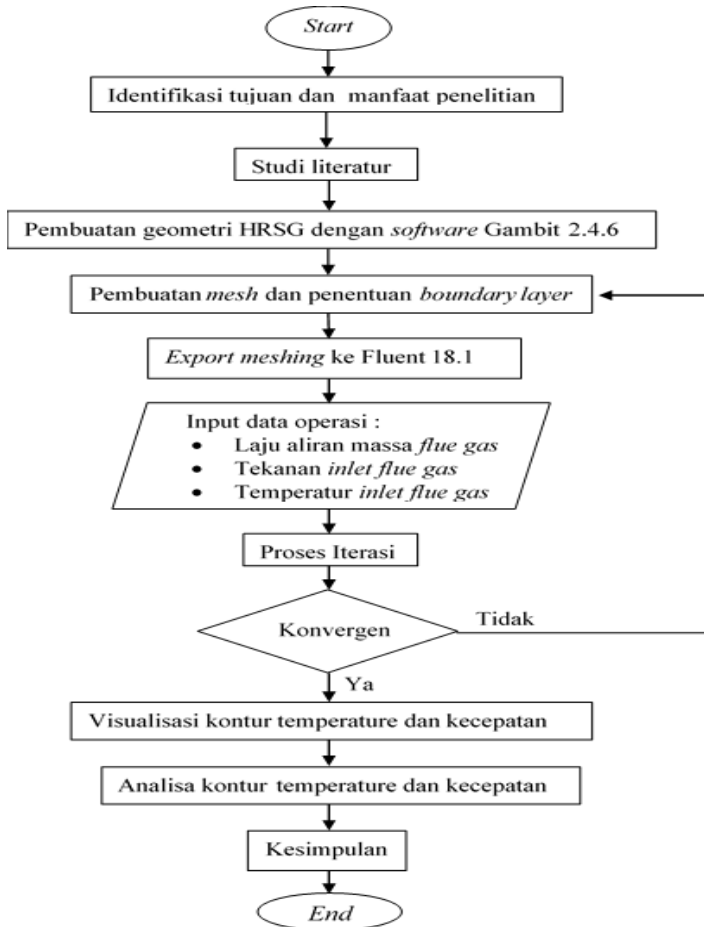 Start
Identifikasi tujuan dan manfaat penelitian
Studi literatur
Pembuatan geometri HRSG dengan software Gambit 2.4.6
Pembuatan mesh dan penentuan boundary layer
Export meshing ke Fluent 18.1
Input data operasi :
• Laju aliran massa flue gas
• Tekanan inlet flue gas
• Temperatur inlet flue gas
Proses Iterasi
Konvergen
Tidak
Ya
Visualisasi kontur temperature dan kecepatan
Analisa kontur temperature dan kecepatan
Kesimpulan
End